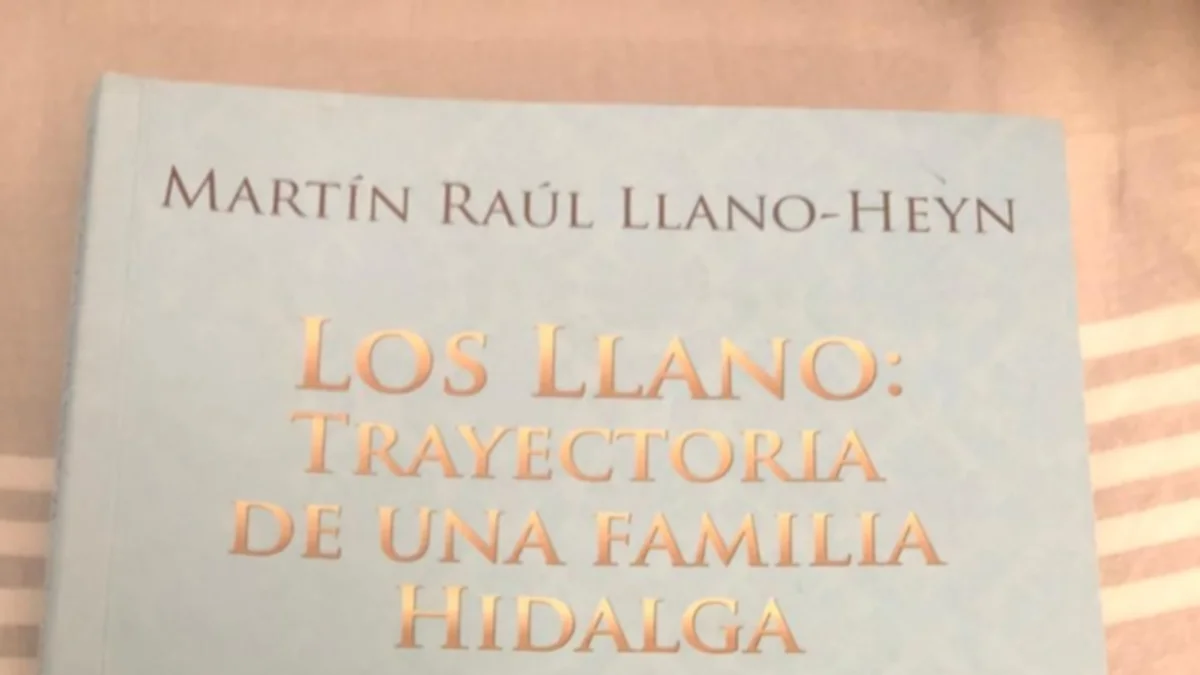 MARTÍN RAÚL LLANO-HEYN
LOS LLANO:
TRAYECTORIA
DE UNA FAMILIA
HIDALGA